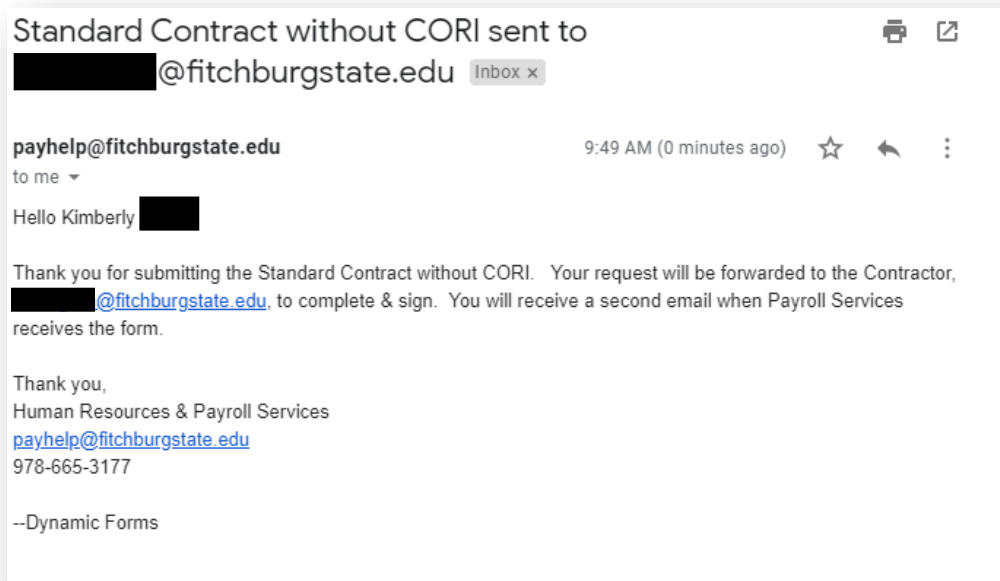 Standard Contract without CORI sent to
@fitchburgstate.edu Inbox x
payhelp@fitchburgstate.edu 9:49 AM (0 minutes ago)
to me
Hello Kimberly
Thank you for submitting the Standard Contract without CORI. Your request will be forwarded to the Contractor,
@fitchburgstate.edu, to complete & sign. You will receive a second email when Payroll Services
receives the form.
Thank you,
Human Resources & Payroll Services
payhelp@fitchburgstate.edu
978-665-3177
--Dynamic Forms